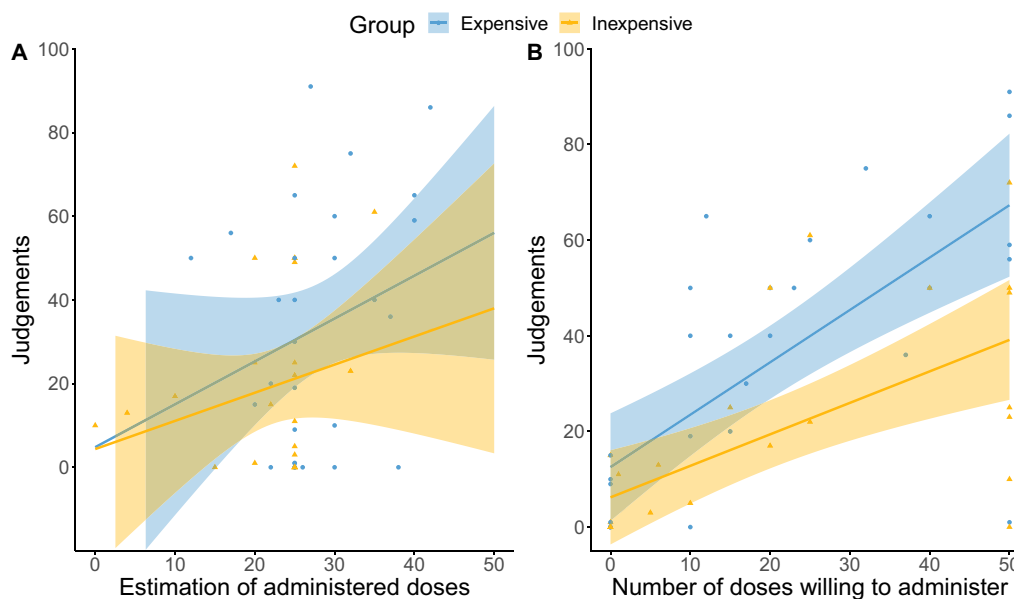 Group Expensive Inexpensive
A
100
80
60
40
20
0
Judgements
0 10 20 30 40 50
Estimation of administered doses
B
100
80
60
40
20
0
Judgements
0 10 20 30 40 50
Number of doses willing to administer